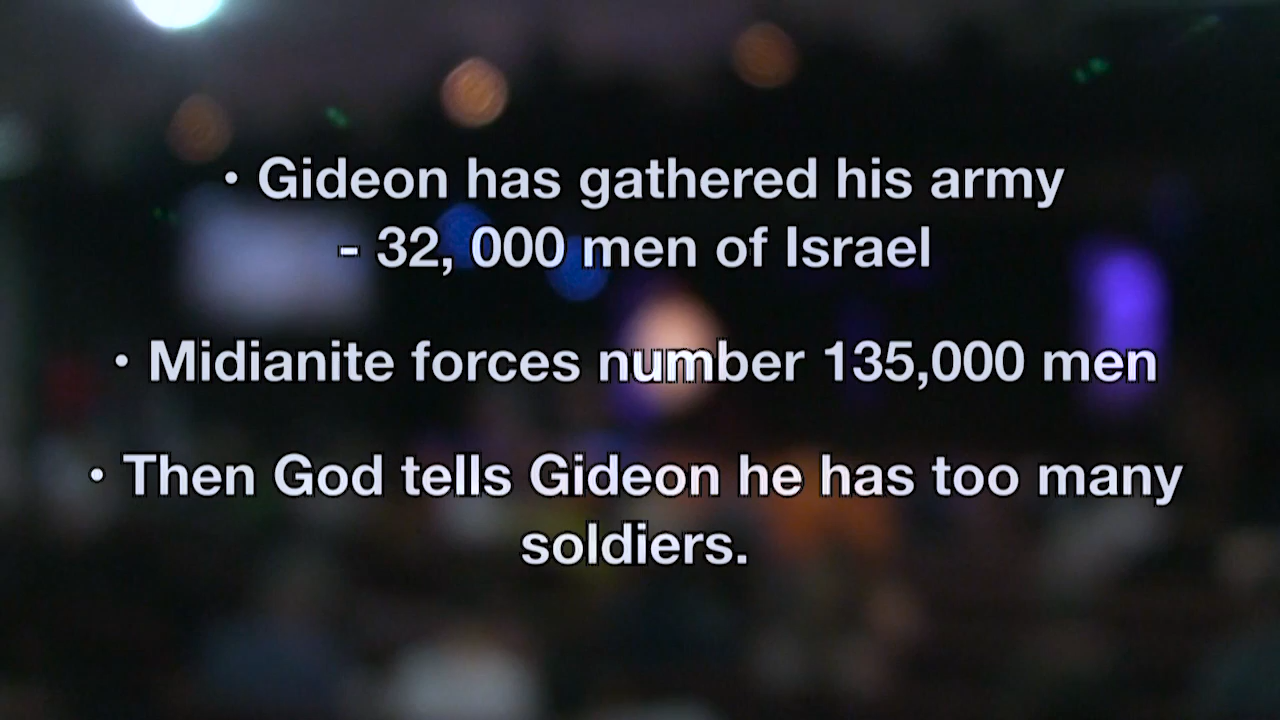 • Gideon has gathered his army
- 32, 000 men of Israel
• Midianite forces number 135,000 men
• Then God tells Gideon he has too many
soldiers.